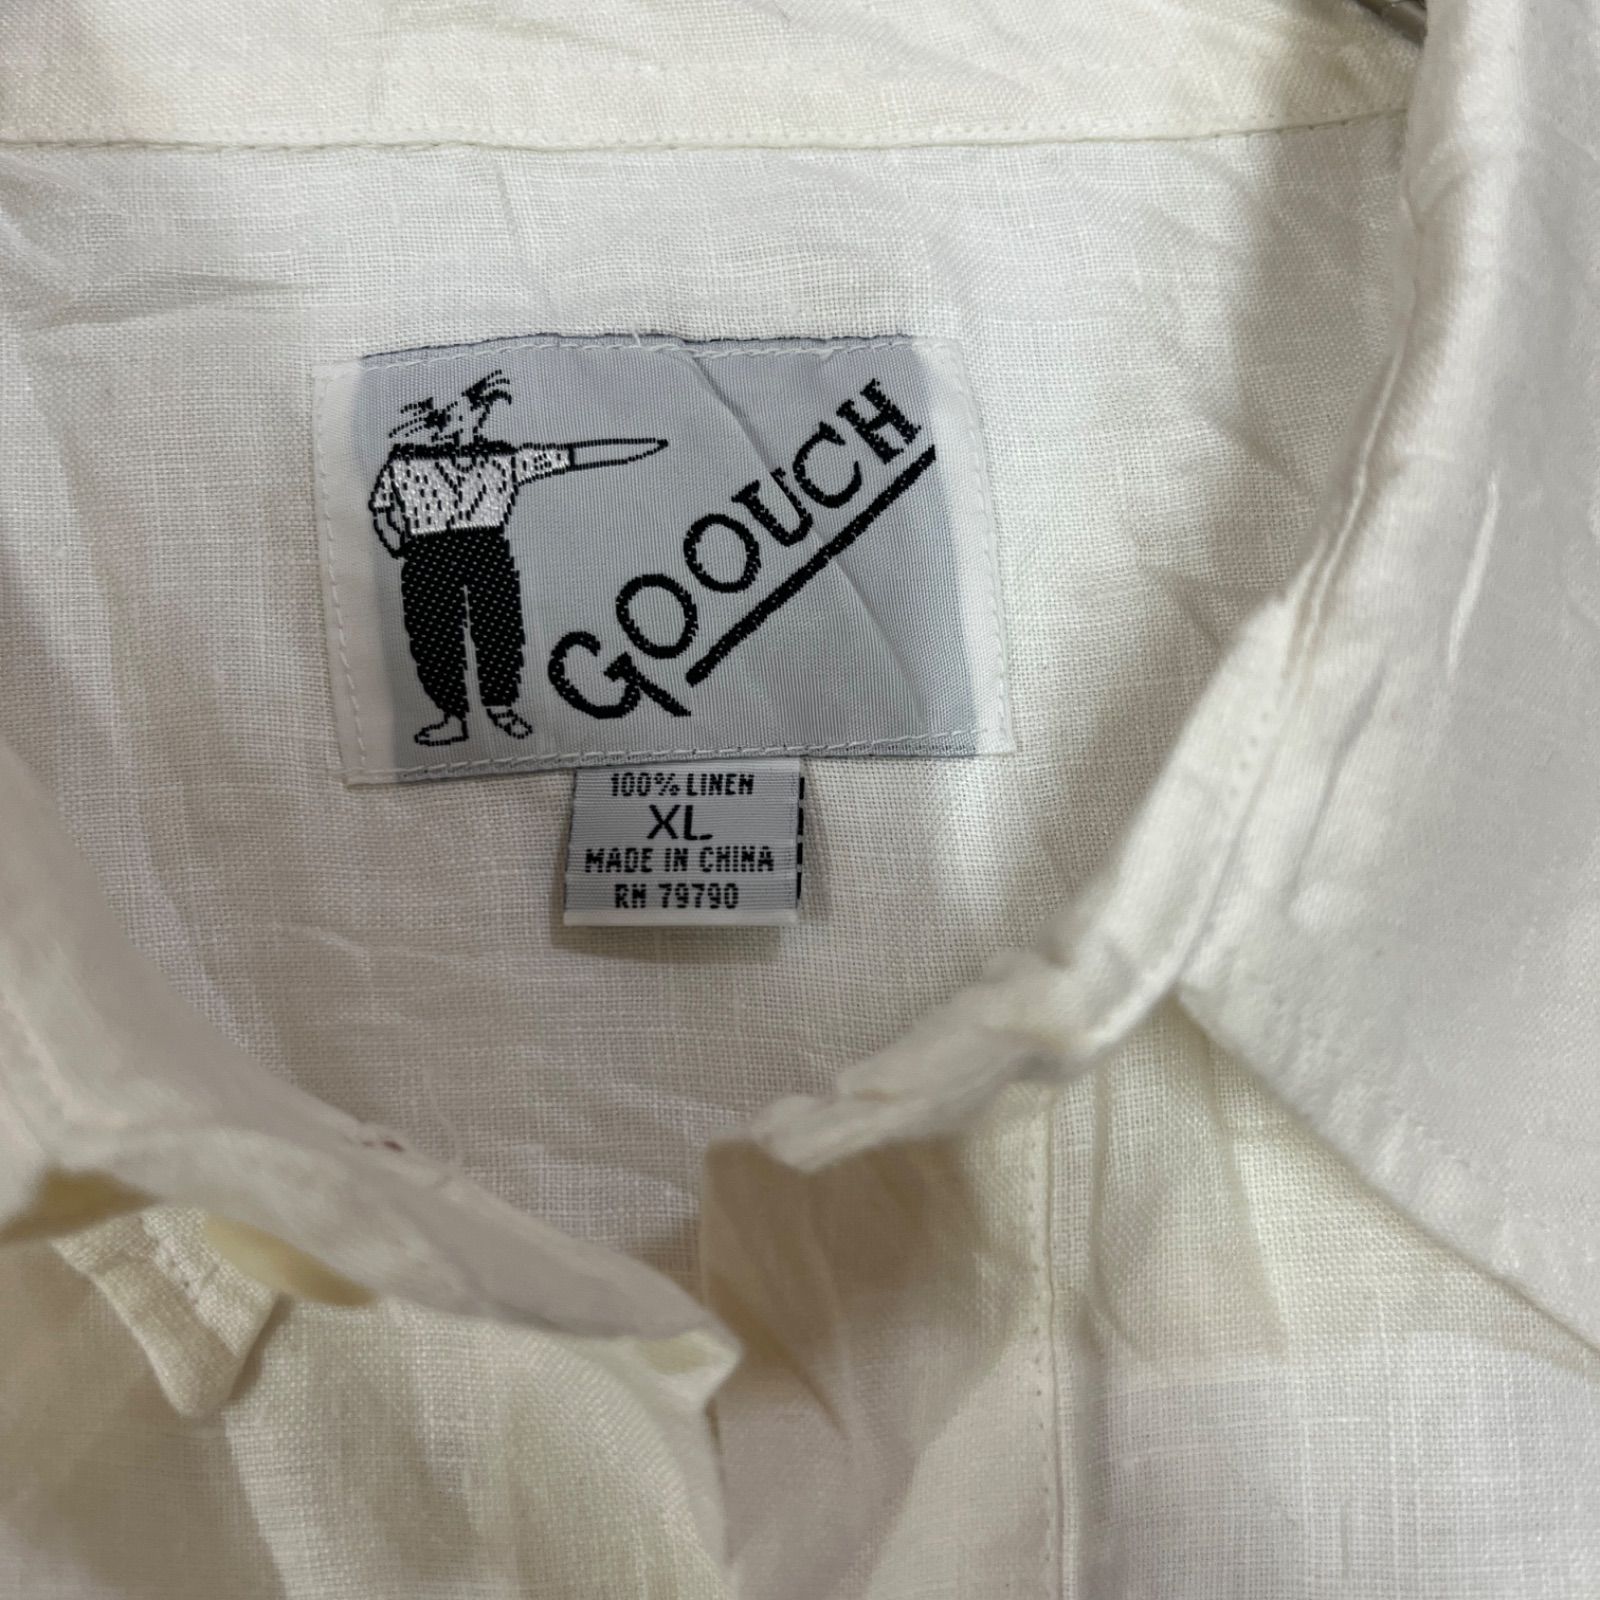 GOOUCH
100% LINEN
XL
MADE IN CHINA
RN 79790